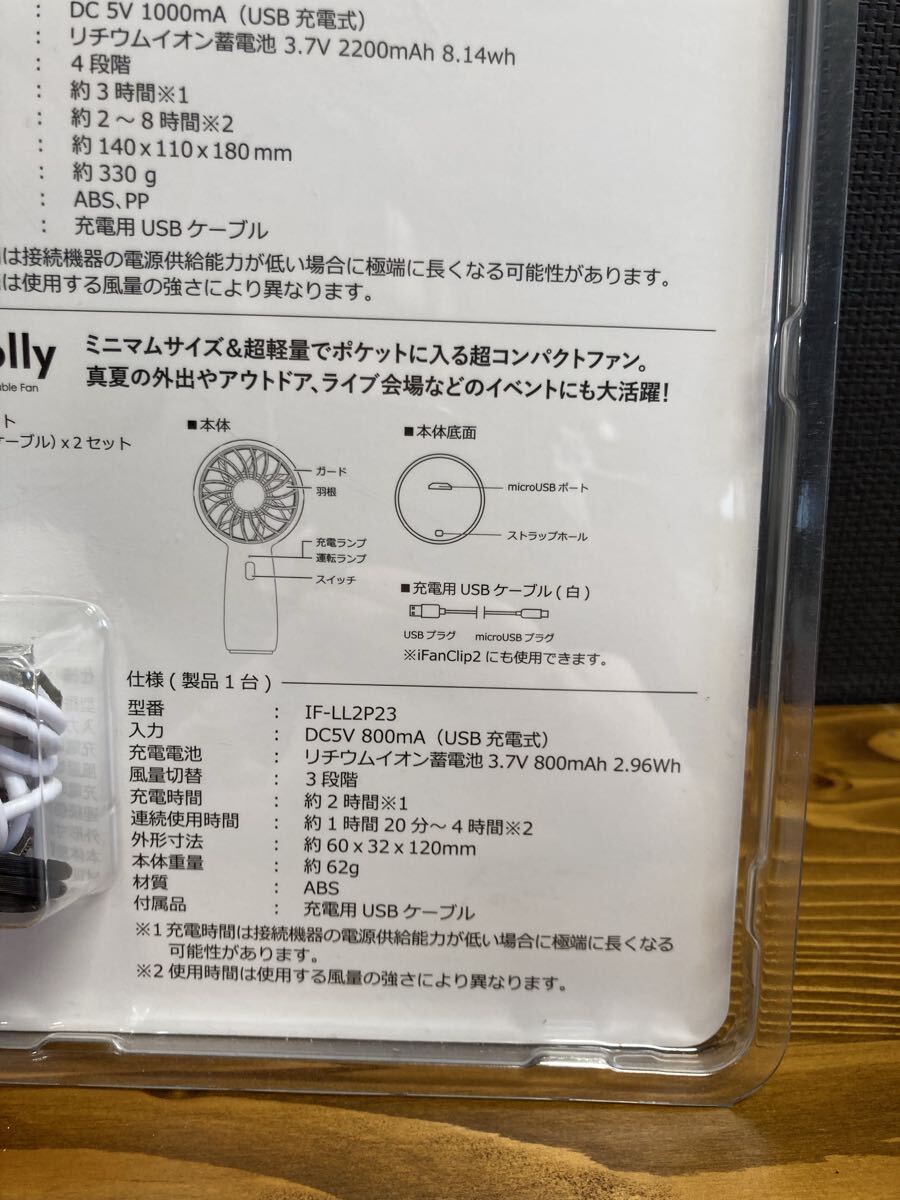 : DC 5V 1000mA（USB 充電式）
: リチウムイオン蓄電池 3.7V 2200mAh 8.14wh
: 4 段階
: 約 3 時間※1
: 約 2 ～ 8 時間※2
: 約 140 x 110 x 180 mm
: 約 330 g
: ABS、PP
: 充電用 USB ケーブル
は接続機器の電源供給能力が低い場合に極端に長くなる可能性があります。
は使用する風量の強さにより異なります。
olly
able Fan
ミニマムサイズ&超軽量でポケットに入る超コンパクトファン。
真夏の外出やアウトドア、ライブ会場などのイベントにも大活躍！
ト
ケーブル) x 2 セット
■本体
ガード
羽根
充電ランプ
運転ランプ
スイッチ
■本体底面
microUSB ポート
ストラップホール
■充電用 USB ケーブル ( 白 )
USB プラグ microUSB プラグ
※iFanClip2 にも使用できます。
仕様 ( 製品 1 台 )
型番 : IF-LL2P23
入力 : DC5V 800mA（USB 充電式）
充電電池 : リチウムイオン蓄電池 3.7V 800mAh 2.96Wh
風量切替 : 3 段階
充電時間 : 約 2 時間※1
連続使用時間 : 約 1 時間 20 分～ 4 時間※2
外形寸法 : 約 60 x 32 x 120mm
本体重量 : 約 62g
材質 : ABS
付属品 : 充電用 USB ケーブル
※1 充電時間は接続機器の電源供給能力が低い場合に極端に長くなる
可能性があります。
※2 使用時間は使用する風量の強さにより異なります。